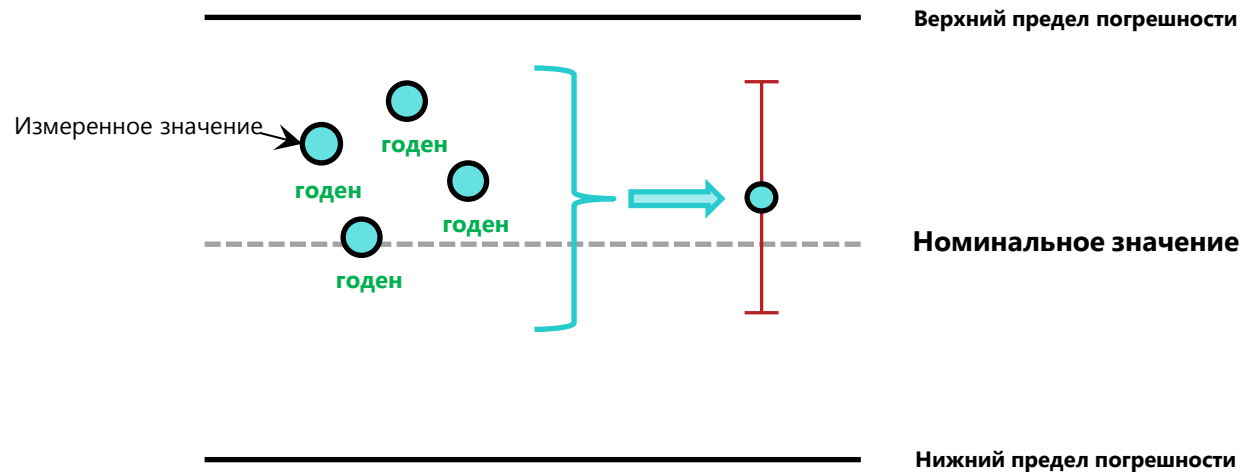 Верхний предел погрешности
Измеренное значение
годен
годен
годен
Номинальное значение
годен
Нижний предел погрешности